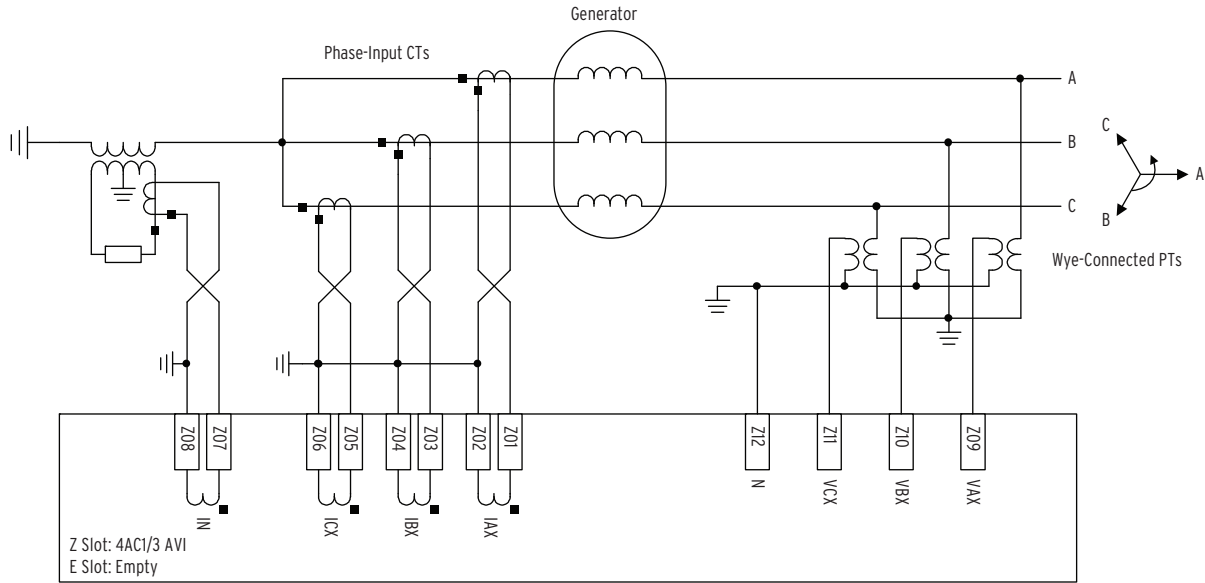 Generator
Phase-Input CTs
A
B
C
C
A
B
Wye-Connected PTs
Z08
Z07
Z06
Z05
Z04
Z03
Z02
Z01
Z12
Z11
Z10
Z09
IN
ICX
IBX
IAX
N
VCX
VBX
VAX
Z Slot: 4AC1/3 AVI
E Slot: Empty